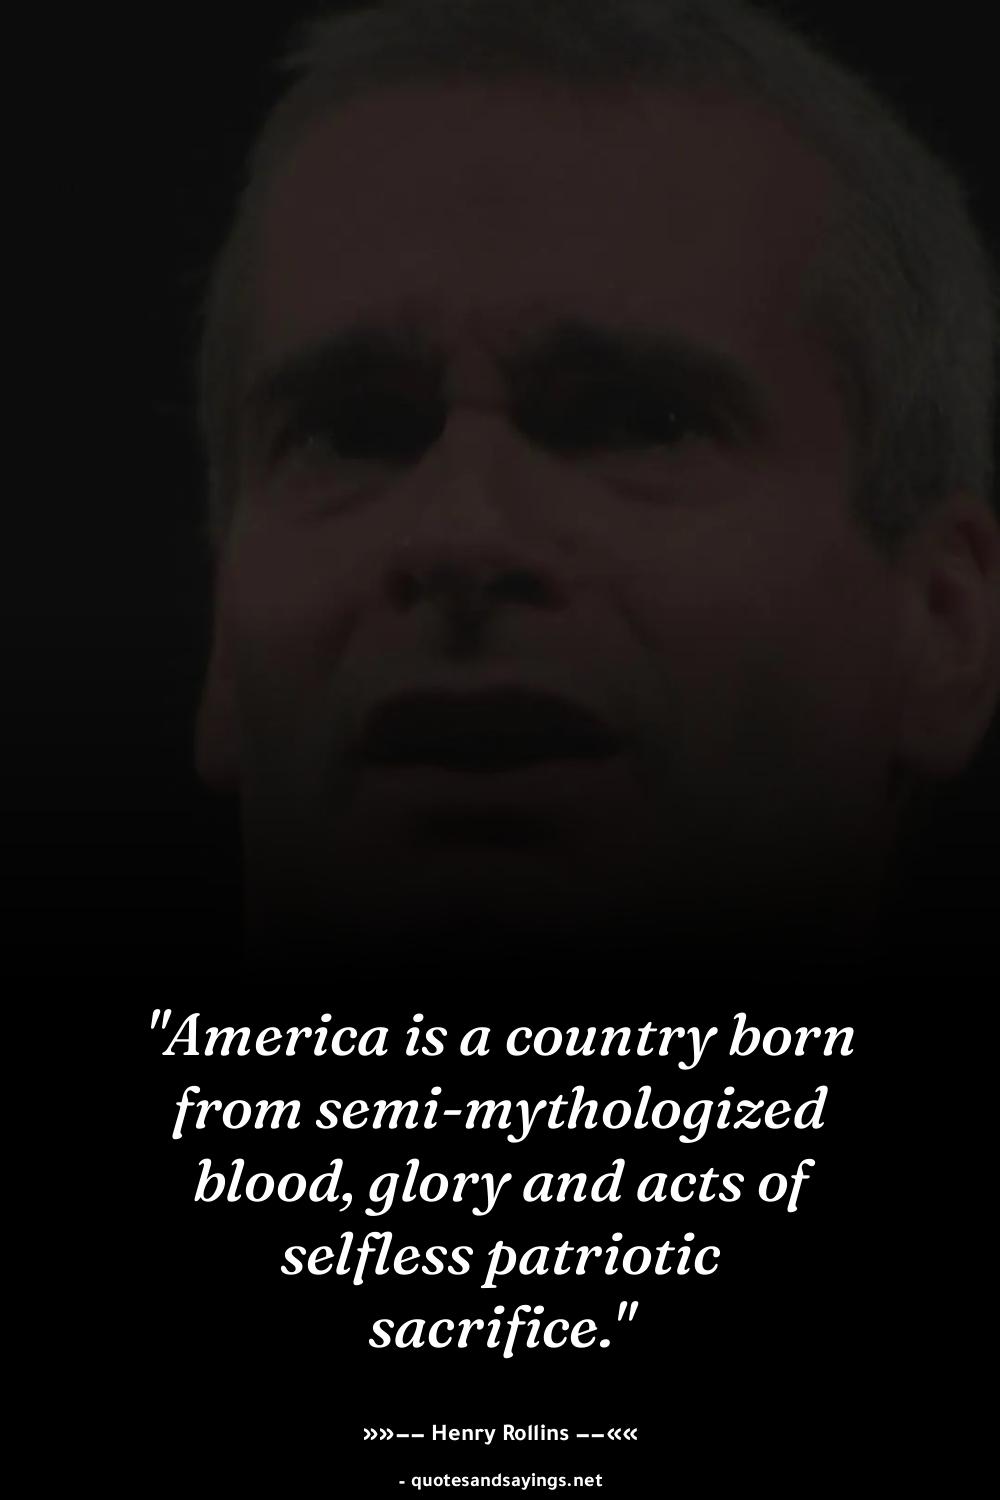 "America is a country born
from semi-mythologized
blood, glory and acts of
selfless patriotic
sacrifice."
»»-- Henry Rollins --««
- quotesandsayings.net